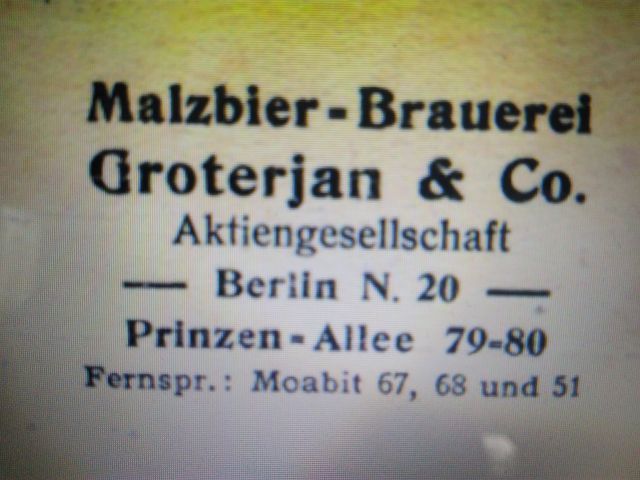 Malzbier-Brauerei
Groterjan & Co.
Aktiengesellschaft
— Berlin N. 20 —
Prinzen-Allee 79-80
Fernspr.: Moabit 67, 68 und 51